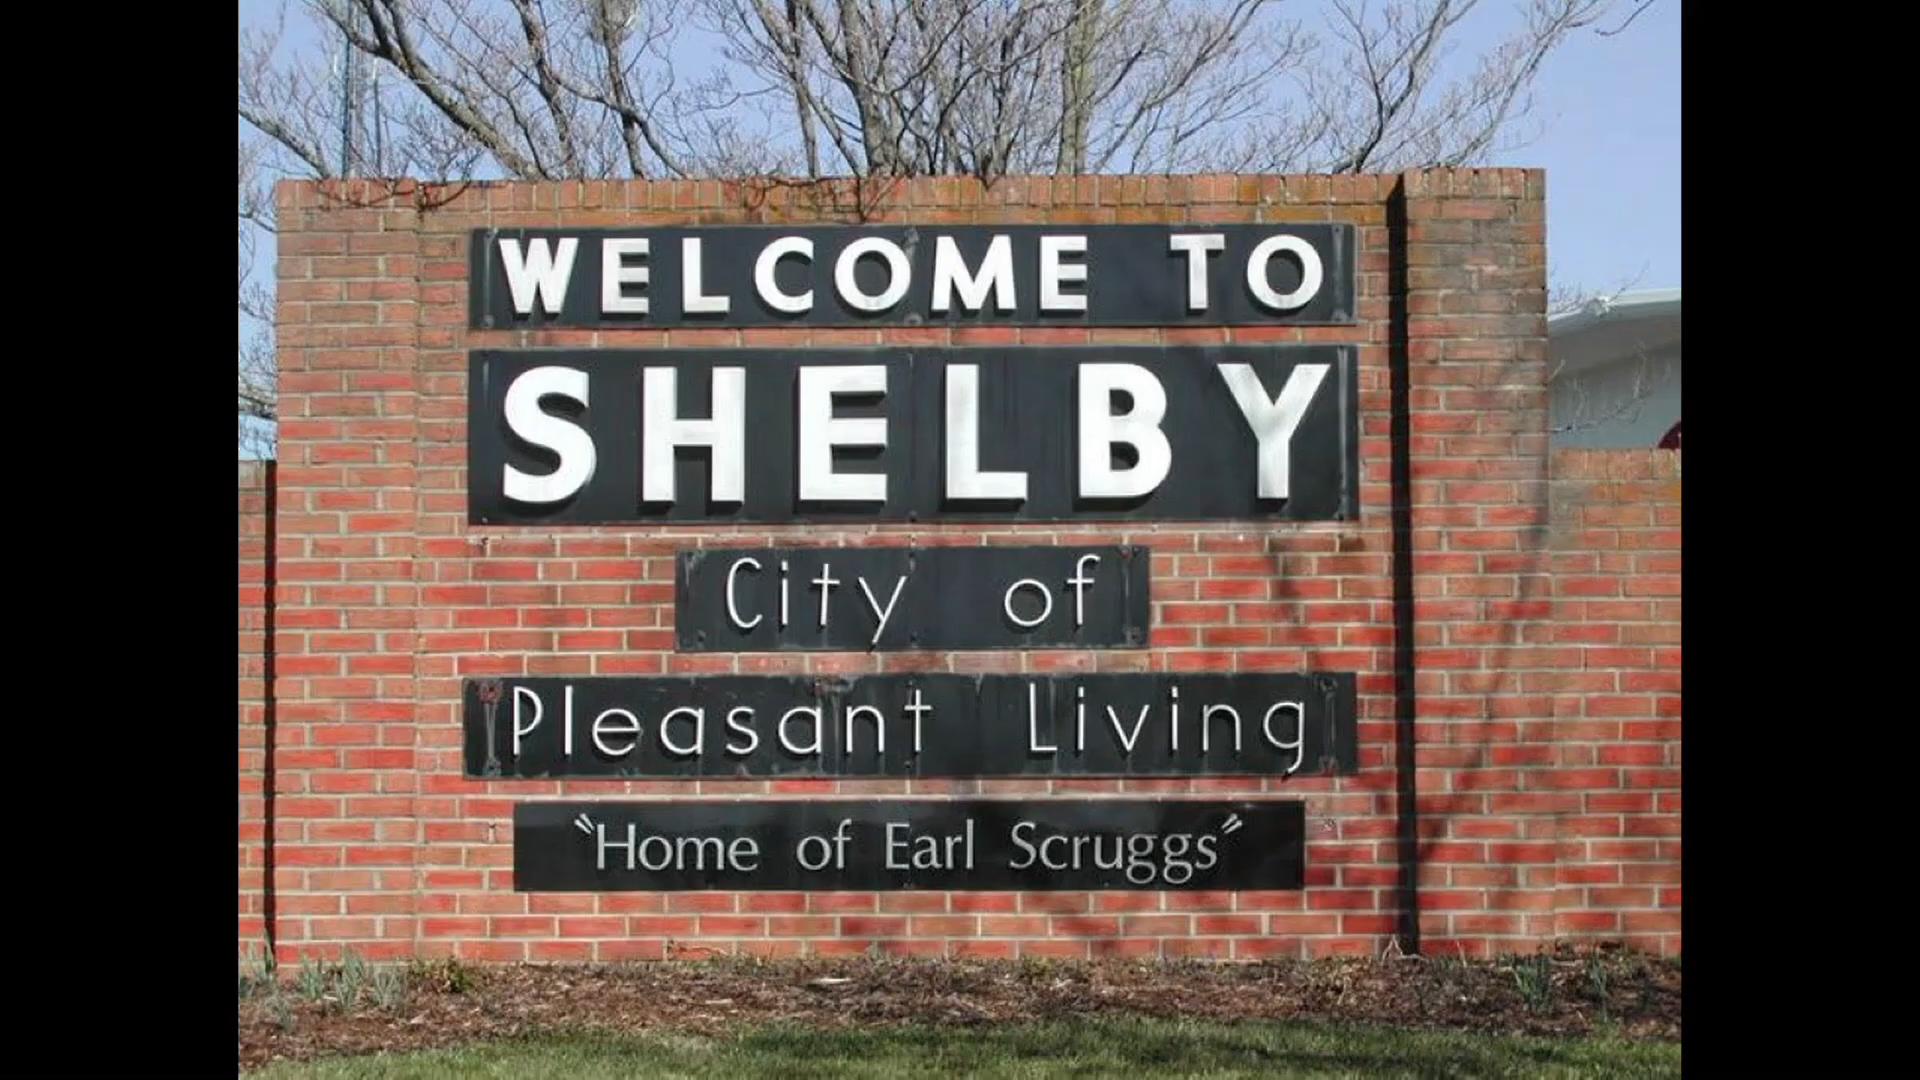 WELCOME TO
SHELBY
City of
Pleasant Living
"Home of Earl Scruggs"